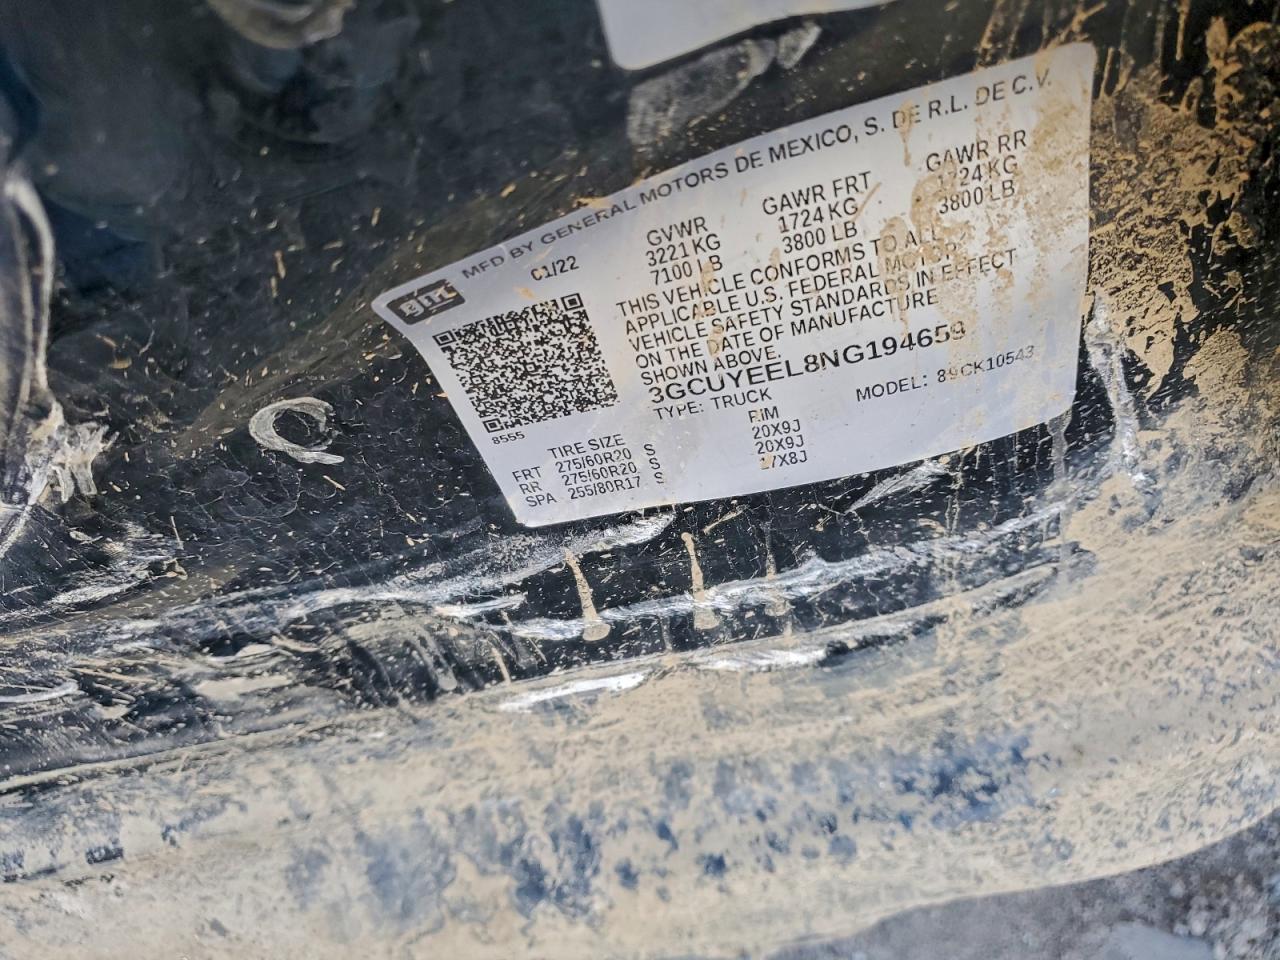 gm
MFD BY GENERAL MOTORS DE MEXICO, S. DE R.L. DE C.V.
01/22
GVWR GAWR FRT GAWR RR
3221 KG 1724 KG 1724 KG
7100 LB 3800 LB 3800 LB
THIS VEHICLE CONFORMS TO ALL
APPLICABLE U.S. FEDERAL MOTOR
VEHICLE SAFETY STANDARDS IN EFFECT
ON THE DATE OF MANUFACTURE
SHOWN ABOVE.
3GCUYEEL8NG194659
TYPE: TRUCK MODEL:
8555
TIRE SIZE RIM
FRT 275/60R20 S 20X9J
RR 275/60R20 S 20X9J
SPA 255/80R17 S 17X8J